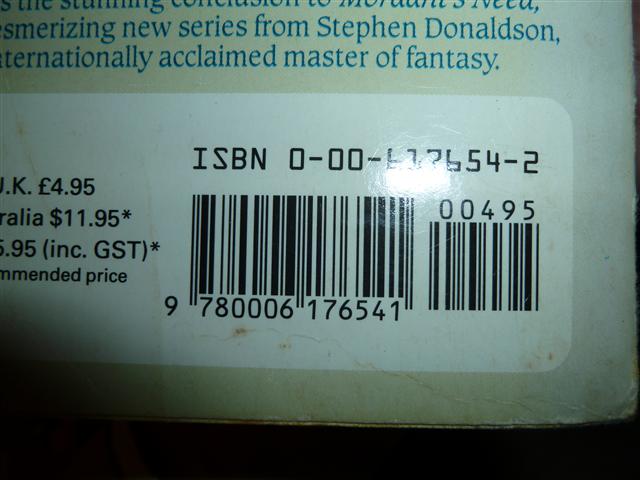 s the stunning conclusion to Mordant's Need,
esmerizing new series from Stephen Donaldson,
nternationally acclaimed master of fantasy.
ISBN 0-00-617654-2
J.K. £4.95
ralia $11.95*
5.95 (inc. GST)*
mmended price
00495
9 780006 176541